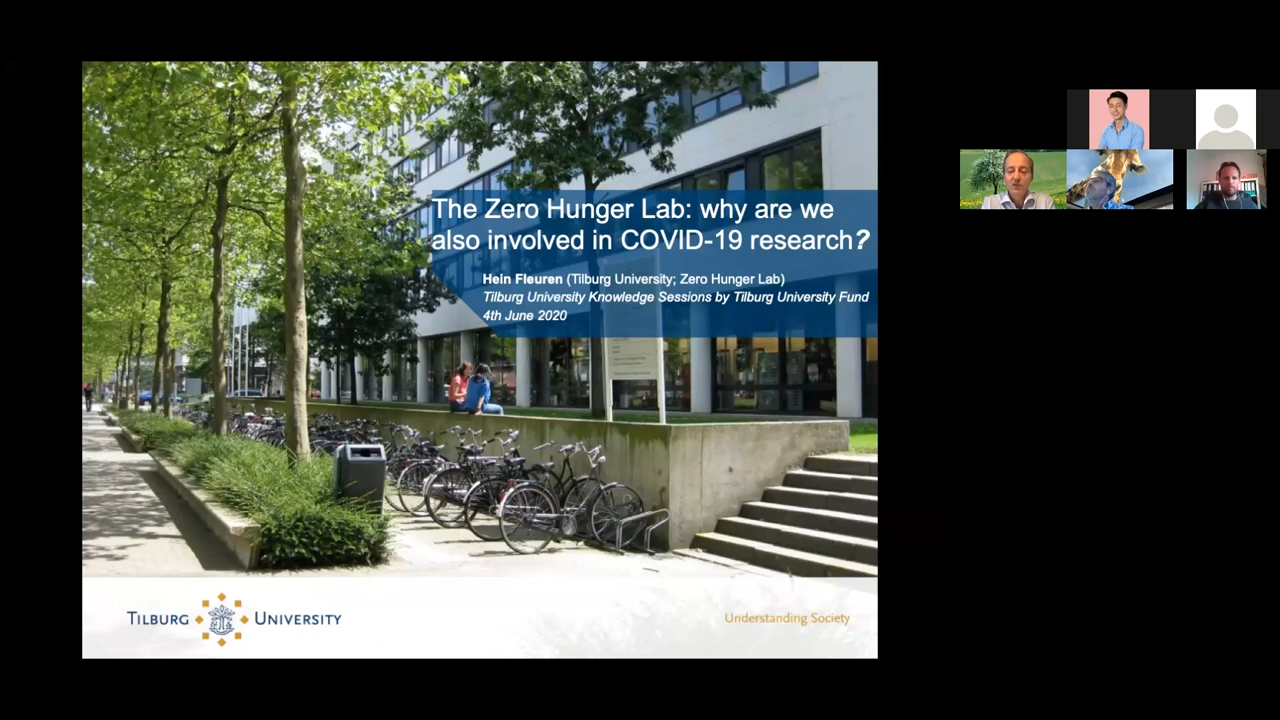 The Zero Hunger Lab: why are we
also involved in COVID-19 research?
Hein Fleuren (Tilburg University; Zero Hunger Lab)
Tilburg University Knowledge Sessions by Tilburg University Fund
4th June 2020
TILBURG UNIVERSITY
Understanding Society